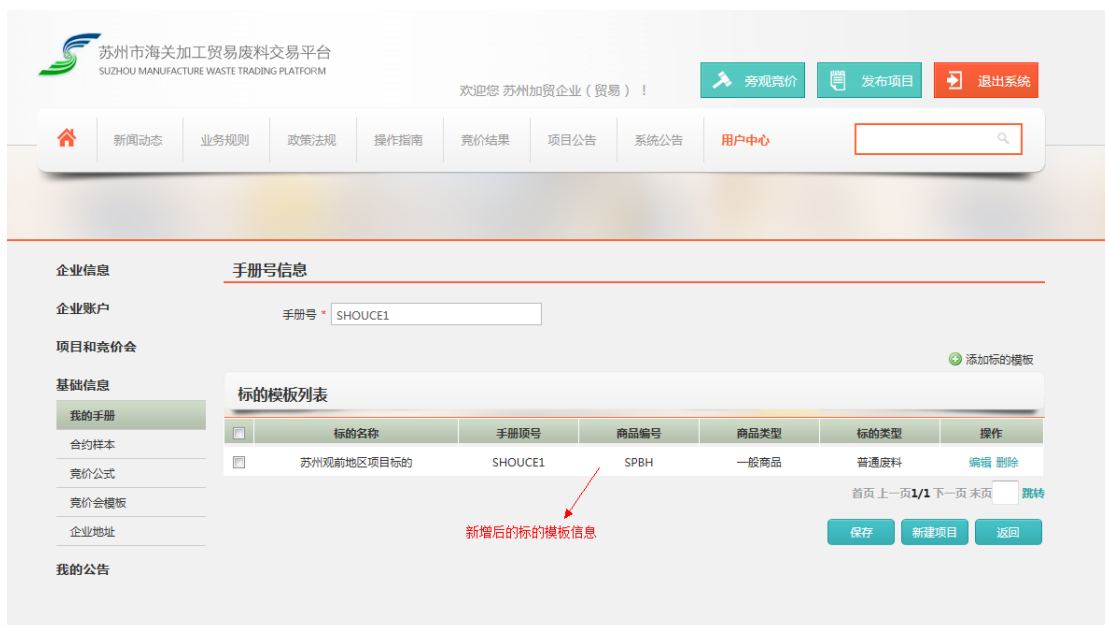 苏州市海关加工贸易废料交易平台
SUZHOU MANUFACTURE WASTE TRADING PLATFORM
欢迎您 苏州加贸企业（贸易）！
旁观竞价 发布项目 退出系统
新闻动态 业务规则 政策法规 操作指南 竞价结果 项目公告 系统公告 用户中心
企业信息
企业账户
项目和竞价会
基础信息
我的手册
合约样本
竞价公式
竞价会模板
企业地址
我的公告
手册号信息
手册号 * SHOUCE1
添加标的模板
标的模板列表
标的名称 手册项号 商品编号 商品类型 标的类型 操作
苏州观前地区项目标的 SHOUCE1 SPBH 一般商品 普通废料 编辑 删除
首页 上一页1/1 下一页 末页 跳转
新增后的标的模板信息
保存 新建项目 返回